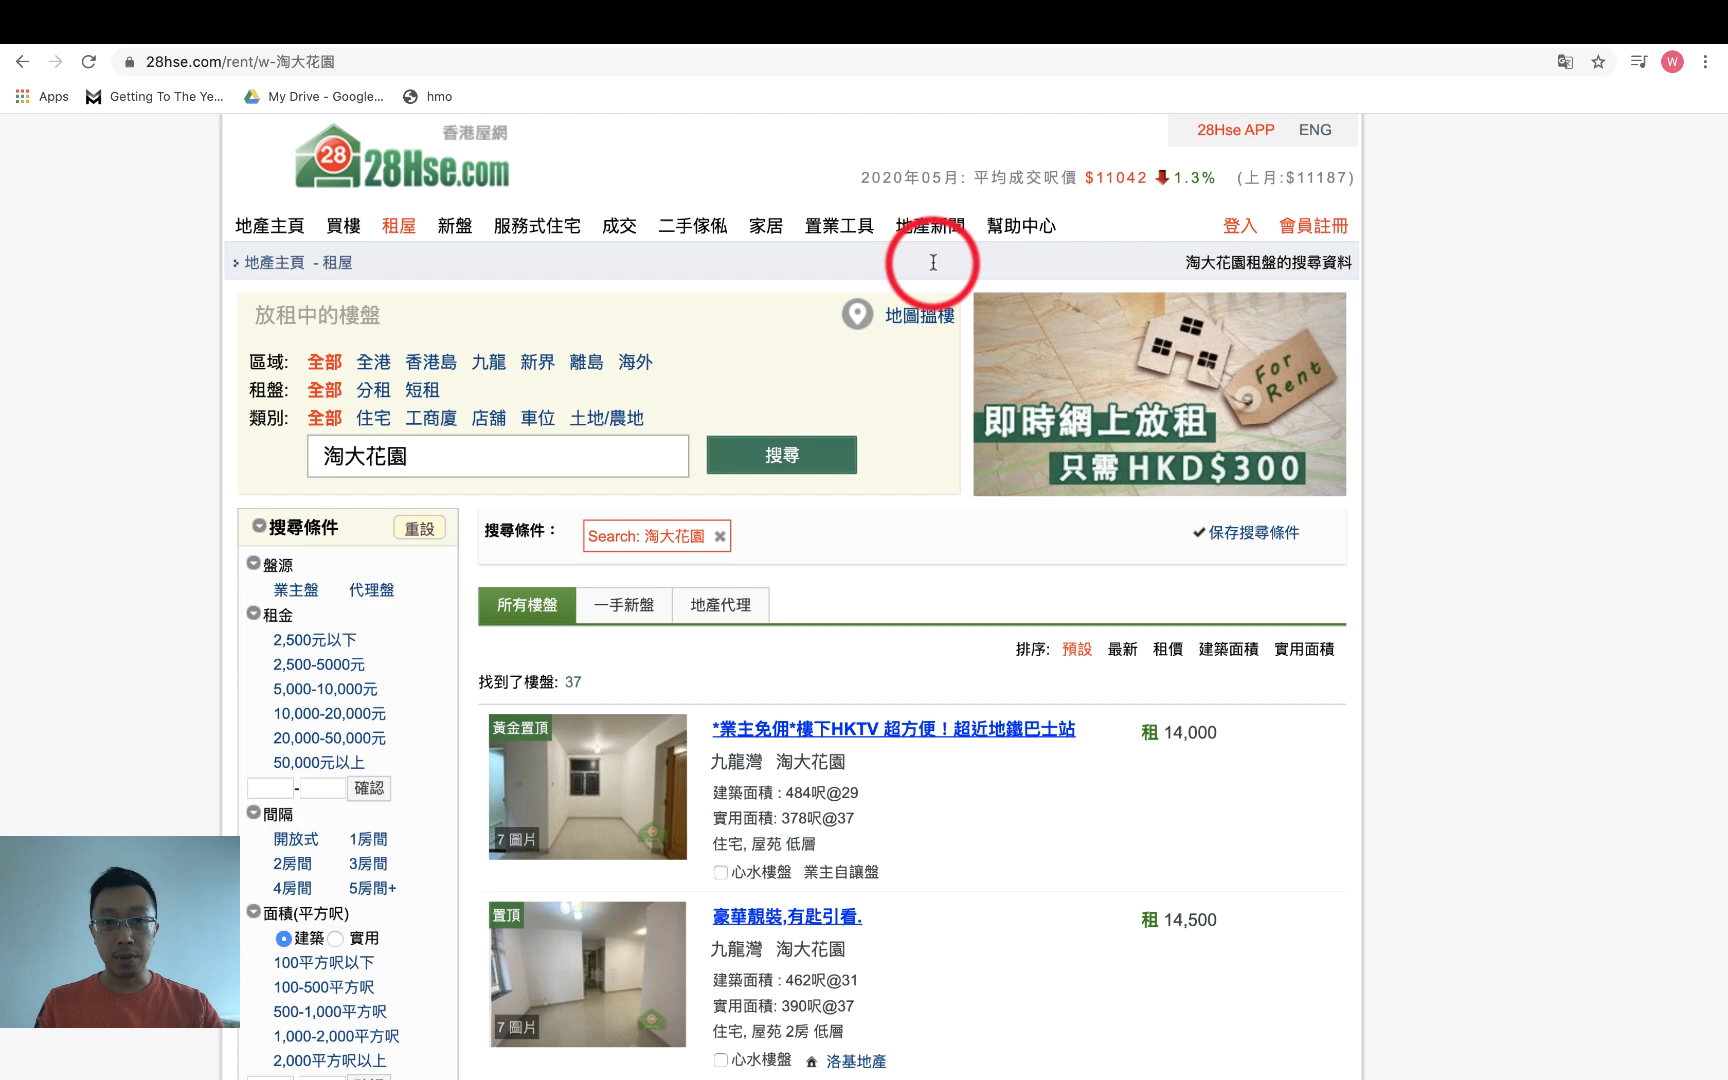 28hse.com/rent/w-淘大花園
W
Apps
Getting To The Ye...
My Drive - Google...
hmo
28Hse APP ENG
香港屋網
28 28Hse.com
2020年05月: 平均成交呎價 $11042 1.3% (上月:$11187)
地產主頁 買樓 租屋 新盤 服務式住宅 成交 二手傢俬 家居 置業工具 地產新聞 幫助中心 登入 會員註冊
地產主頁 - 租屋
淘大花園租盤的搜尋資料
放租中的樓盤
地圖搵樓
區域: 全部 全港 香港島 九龍 新界 離島 海外
租盤: 全部 分租 短租
類別: 全部 住宅 工商廈 店舖 車位 土地/農地
淘大花園
搜尋
For Rent
即時網上放租
只需HKD$300
搜尋條件
重設
盤源
業主盤 代理盤
租金
2,500元以下
2,500-5000元
5,000-10,000元
10,000-20,000元
20,000-50,000元
50,000元以上
- 確認
間隔
開放式 1房間
2房間 3房間
4房間 5房間+
面積(平方呎)
建築 實用
100平方呎以下
100-500平方呎
500-1,000平方呎
1,000-2,000平方呎
2,000平方呎以上
搜尋條件：
Search: 淘大花園
保存搜尋條件
所有樓盤 一手新盤 地產代理
排序: 預設 最新 租價 建築面積 實用面積
找到了樓盤: 37
黃金置頂
7 圖片
*業主免佣*樓下HKTV 超方便！超近地鐵巴士站
租 14,000
九龍灣 淘大花園
建築面積 : 484呎@29
實用面積: 378呎@37
住宅, 屋苑 低層
心水樓盤 業主自讓盤
置頂
7 圖片
豪華靚裝,有匙引看.
租 14,500
九龍灣 淘大花園
建築面積 : 462呎@31
實用面積: 390呎@37
住宅, 屋苑 2房 低層
心水樓盤 洛基地產